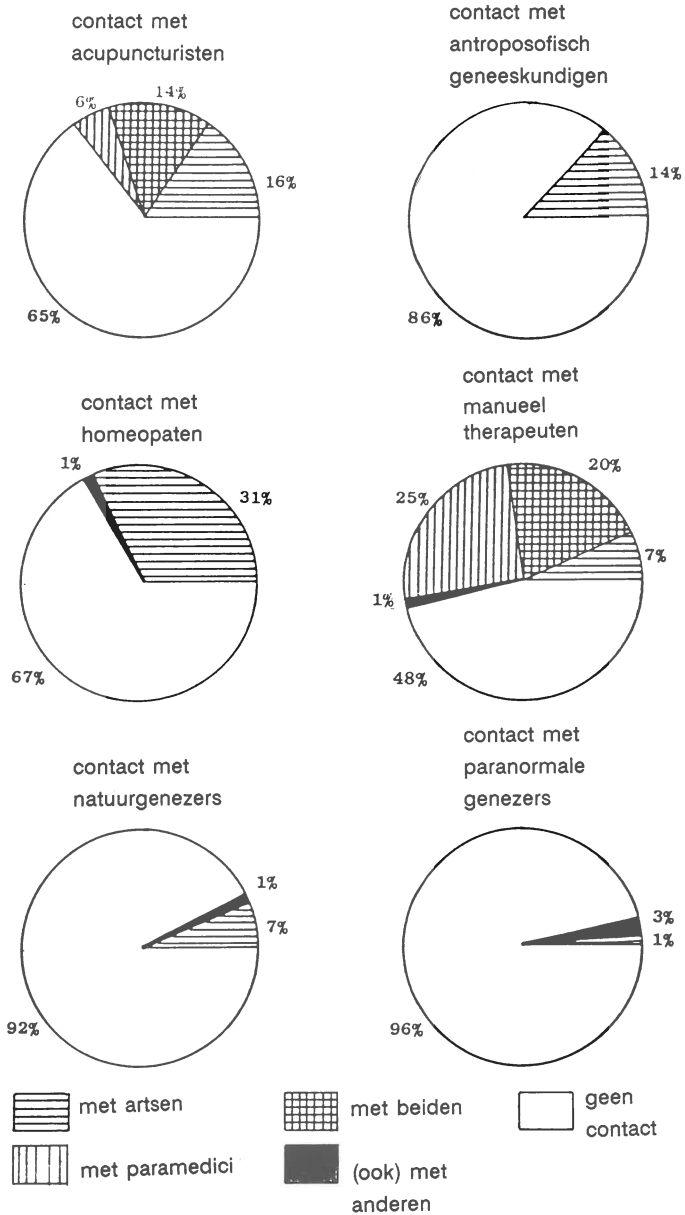 contact met
acupuncturisten
6%
14%
16%
65%
contact met
antroposofisch
geneeskundigen
14%
86%
contact met
homeopaten
1%
31%
67%
contact met
manueel
therapeuten
20%
25%
7%
1%
48%
contact met
natuurgenezers
1%
7%
92%
contact met
paranormale
genezers
3%
1%
96%
met artsen
met beiden
geen
contact
met paramedici
(ook) met
anderen